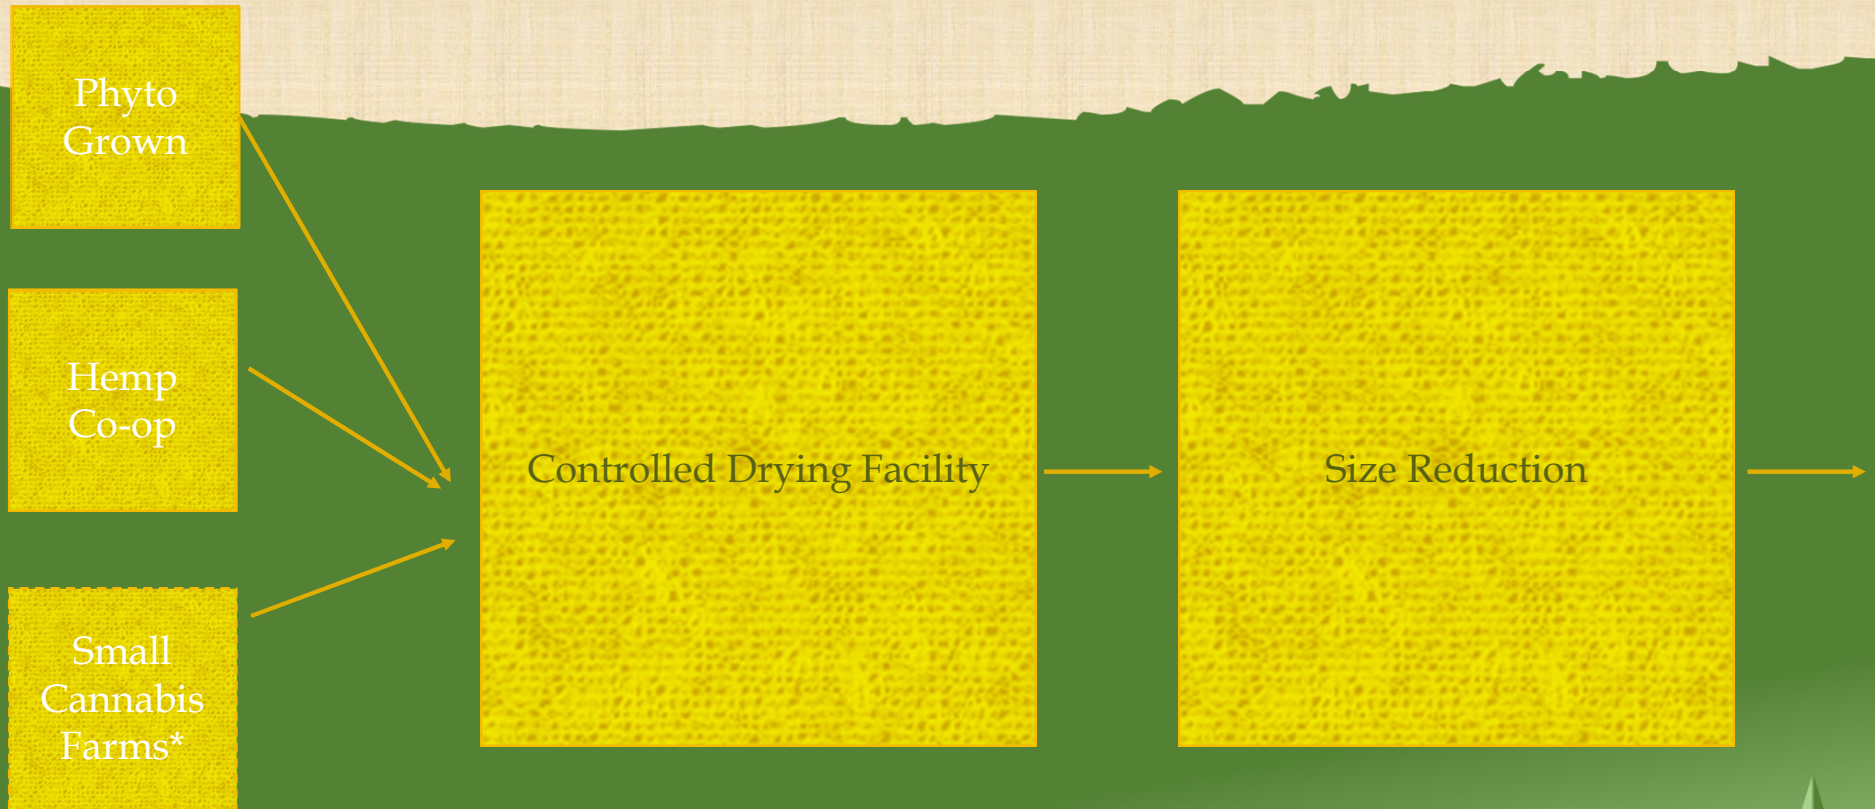 Phyto
Grown
Hemp
Co-op
Small
Cannabis
Farms*
Controlled Drying Facility
Size Reduction